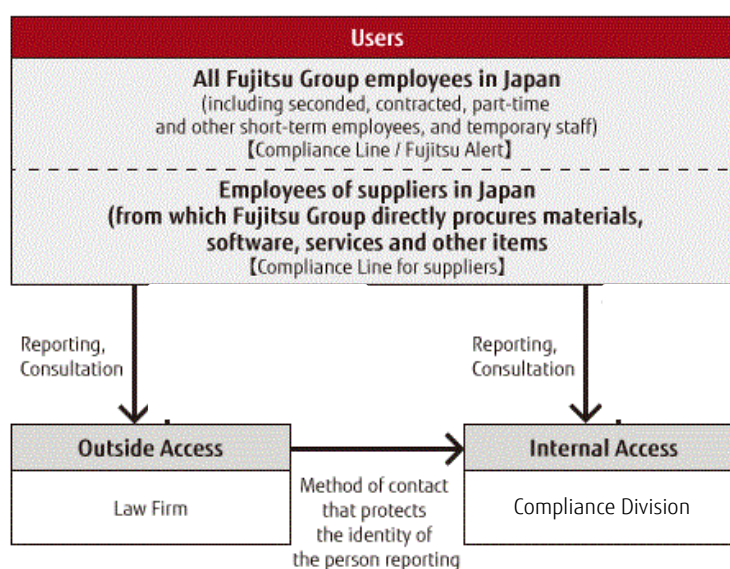 Users
All Fujitsu Group employees in Japan
(including seconded, contracted, part-time
and other short-term employees, and temporary staff)
【Compliance Line / Fujitsu Alert】
Employees of suppliers in Japan
(from which Fujitsu Group directly procures materials,
software, services and other items
【Compliance Line for suppliers】
Reporting,
Consultation
Reporting,
Consultation
Outside Access
Law Firm
Method of contact
that protects
the identity of
the person reporting
Internal Access
Compliance Division